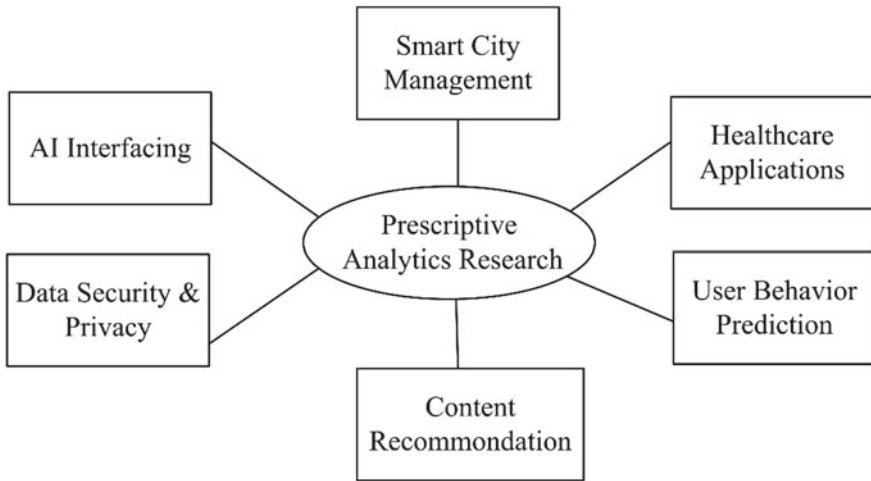 Smart City
Management
AI Interfacing
Healthcare
Applications
Prescriptive
Analytics Research
Data Security &
Privacy
User Behavior
Prediction
Content
Recommondation